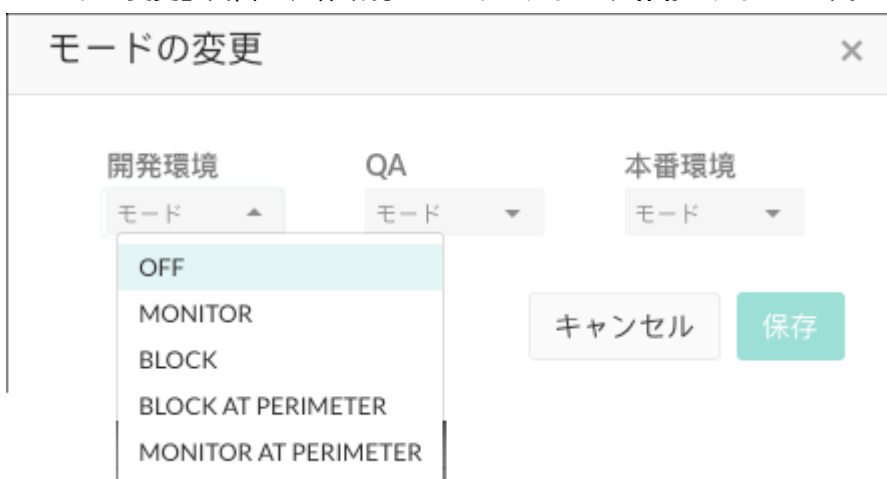 モードの変更
×
開発環境 QA 本番環境
モード モード モード
OFF
MONITOR
キャンセル 保存
BLOCK
BLOCK AT PERIMETER
MONITOR AT PERIMETER